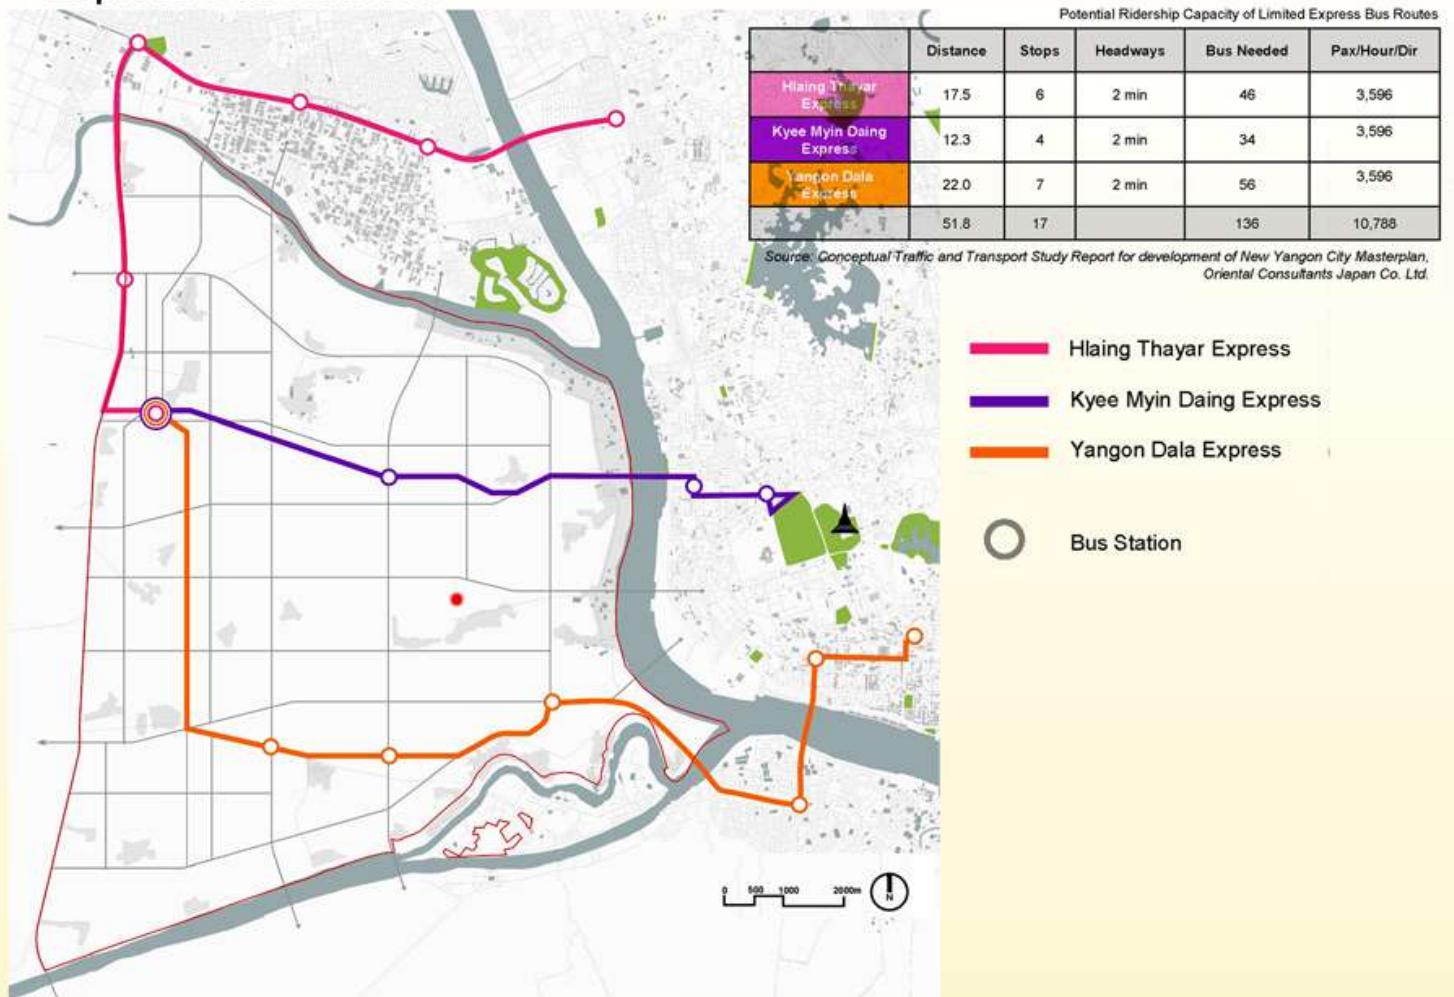 Potential Ridership Capacity of Limited Express Bus Routes
Distance Stops Headways Bus Needed Pax/Hour/Dir
Hlaing Thayar Express 17.5 6 2 min 46 3,596
Kyee Myin Daing Express 12.3 4 2 min 34 3,596
Yangon Dala Express 22.0 7 2 min 56 3,596
51.8 17 136 10,788
Source: Conceptual Traffic and Transport Study Report for development of New Yangon City Masterplan,
Oriental Consultants Japan Co. Ltd.
Hlaing Thayar Express
Kyee Myin Daing Express
Yangon Dala Express
Bus Station
0 500 1000 2000m
N